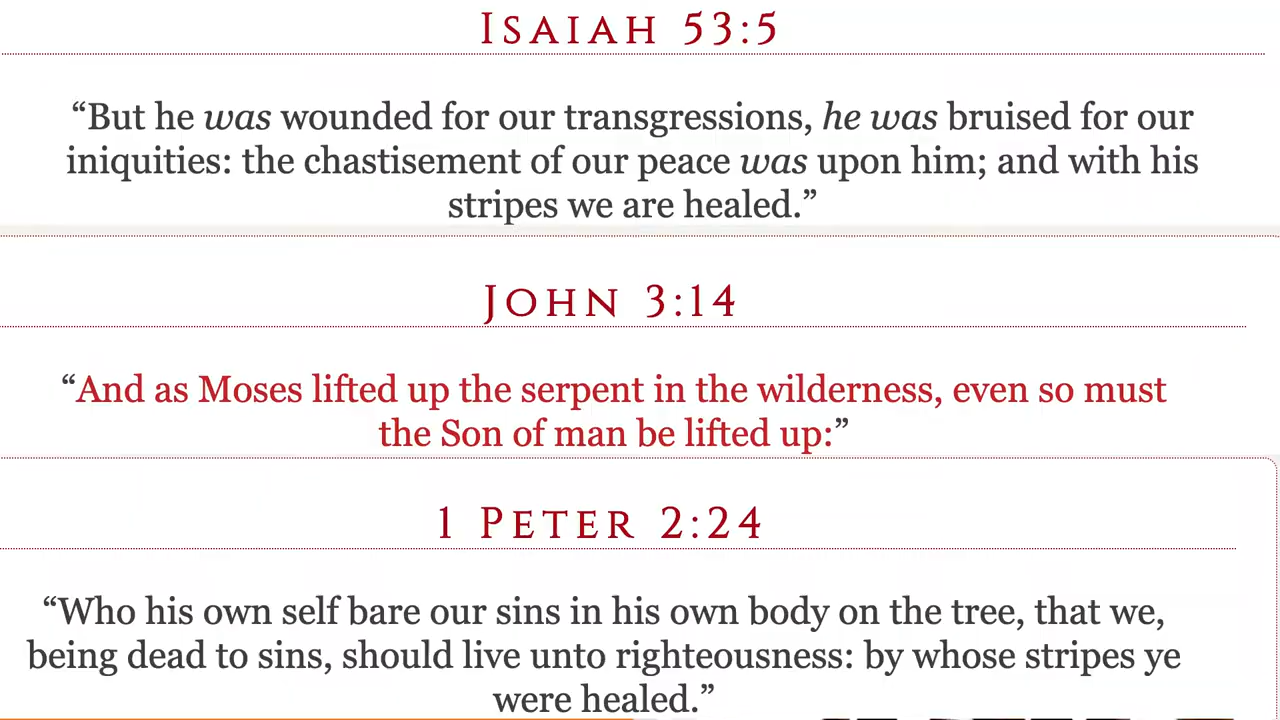 ISAIAH 53:5
“But he was wounded for our transgressions, he was bruised for our
iniquities: the chastisement of our peace was upon him; and with his
stripes we are healed.”
JOHN 3:14
“And as Moses lifted up the serpent in the wilderness, even so must
the Son of man be lifted up:”
1 PETER 2:24
“Who his own self bare our sins in his own body on the tree, that we,
being dead to sins, should live unto righteousness: by whose stripes ye
were healed.”